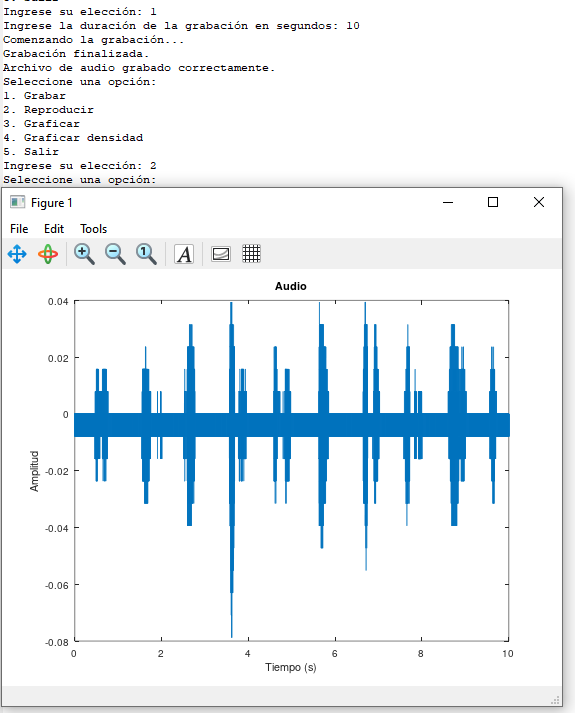 Ingrese su elección: 1
Ingrese la duración de la grabación en segundos: 10
Comenzando la grabación...
Grabación finalizada.
Archivo de audio grabado correctamente.
Seleccione una opción:
1. Grabar
2. Reproducir
3. Graficar
4. Graficar densidad
5. Salir
Ingrese su elección: 2
Seleccione una opción:
Figure 1
File Edit Tools
1 A
Audio
0.04
0.02
0
-0.02
-0.04
-0.06
-0.08
Amplitud
0 2 4 6 8 10
Tiempo (s)